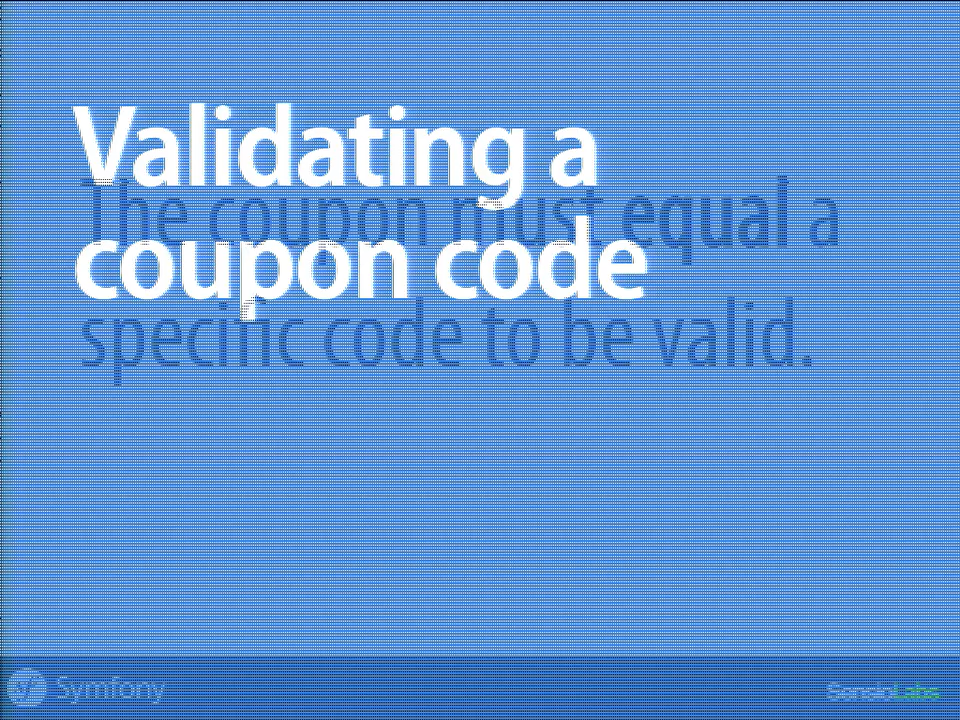 Validating a
coupon code
The coupon must equal a
specific code to be valid.
Symfony
SensioLabs